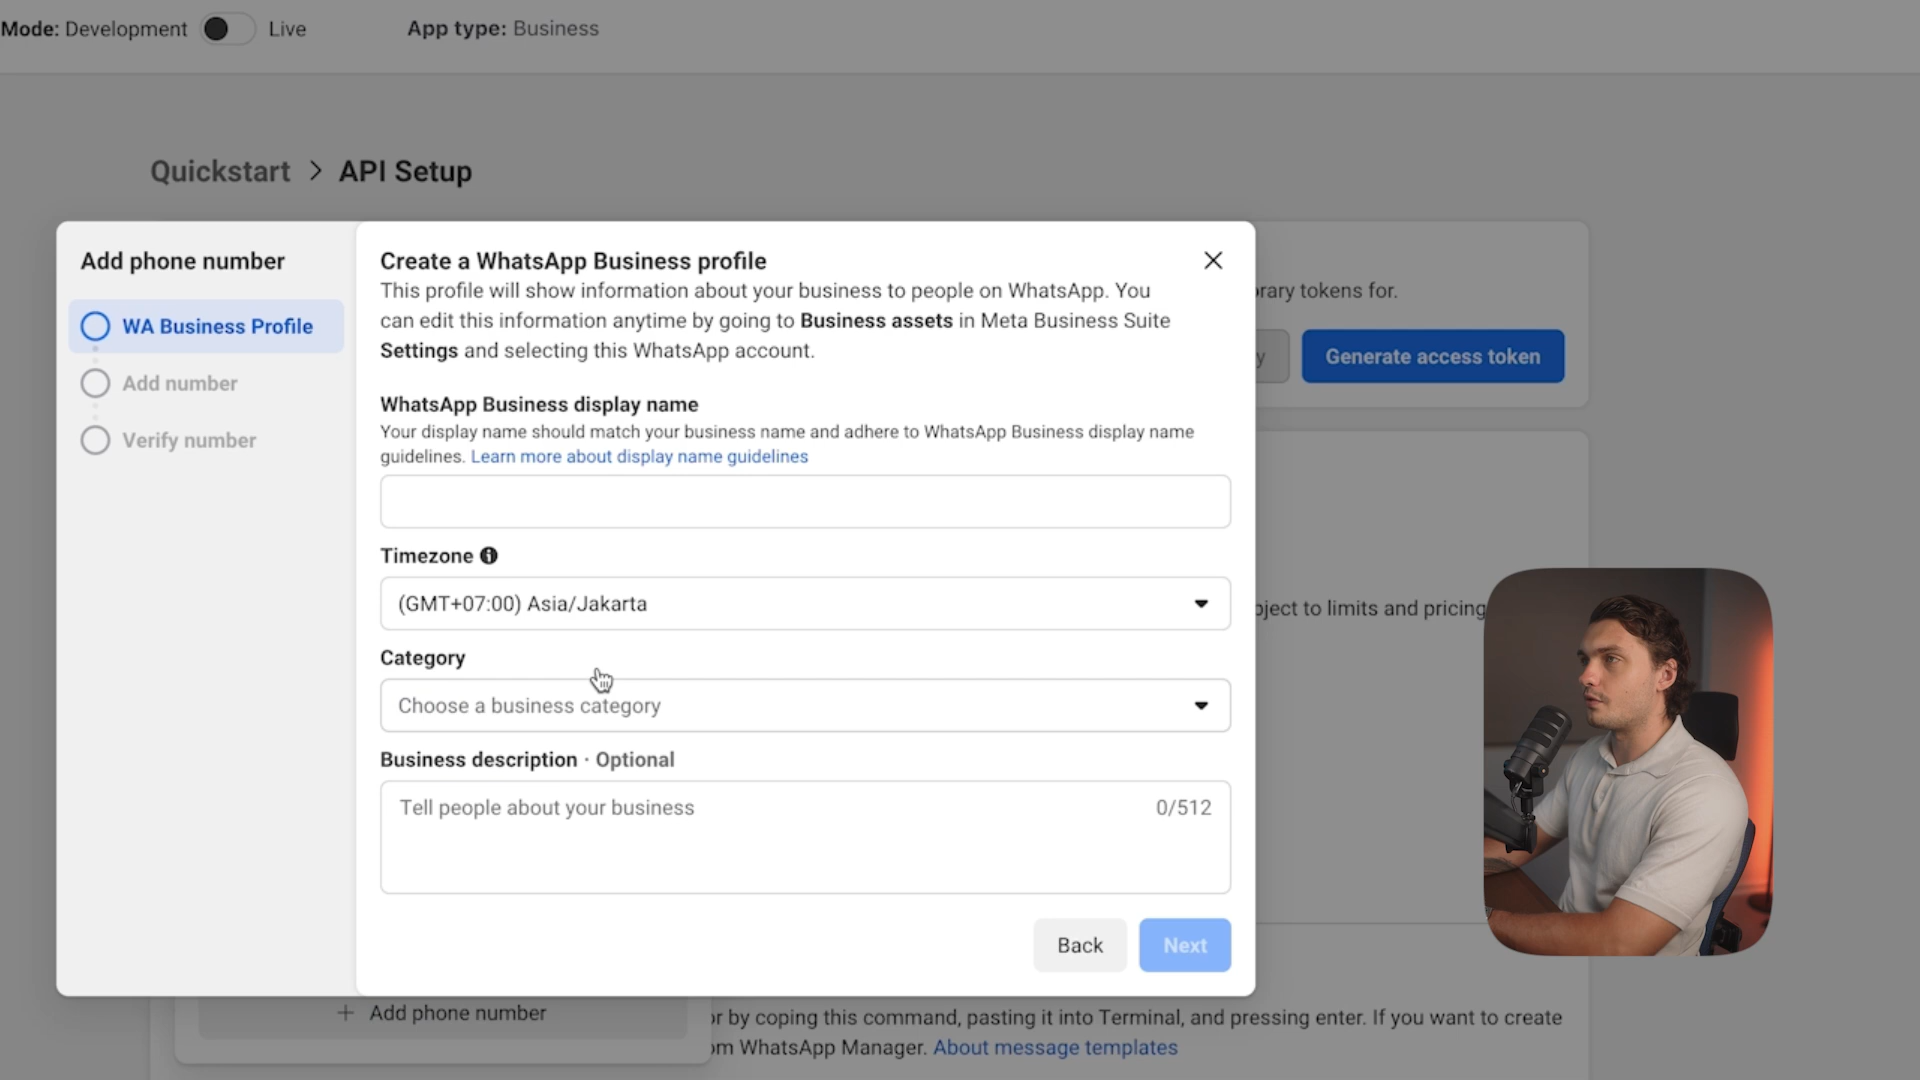 Mode: Development Live App type: Business
Quickstart > API Setup
Add phone number
WA Business Profile
Add number
Verify number
Create a WhatsApp Business profile
This profile will show information about your business to people on WhatsApp. You
can edit this information anytime by going to Business assets in Meta Business Suite
Settings and selecting this WhatsApp account.
WhatsApp Business display name
Your display name should match your business name and adhere to WhatsApp Business display name
guidelines. Learn more about display name guidelines
Timezone
(GMT+07:00) Asia/Jakarta
Category
Choose a business category
Business description · Optional
Tell people about your business 0/512
Back Next
tokens for.
Generate access token
to limits and pricing
+ Add phone number
by coping this command, pasting it into Terminal, and pressing enter. If you want to create
WhatsApp Manager. About message templates